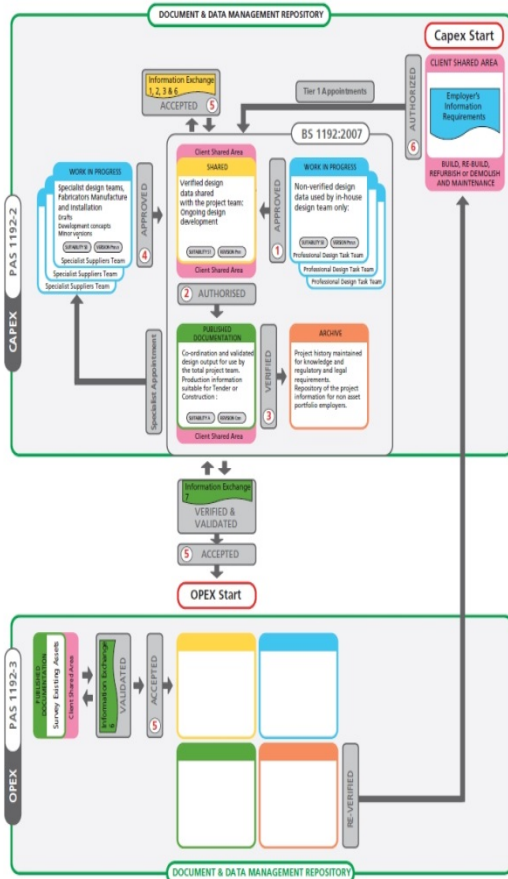 DOCUMENT & DATA MANAGEMENT REPOSITORY
Capex Start
CLIENT SHARED AREA
Employer's
Information
Requirements
BUILD, RE-BUILD,
REFURBISH OR DEMOLISH
AND MAINTENANCE
6 AUTHORIZED
Tier 1 Appointments
Information Exchange
1, 2, 3 & 6
ACCEPTED 5
BS 1192:2007
CAPEX PAS 1192-2
WORK IN PROGRESS
Specialist design teams,
Fabricators Manufacture
and Installation
Drafts
Development concepts
Minor versions
SUITABILITY S0
Specialist Suppliers Team
Specialist Suppliers Team
Specialist Suppliers Team
4 APPROVED
Client Shared Area
SHARED
Verified design
data shared
with the project team:
Ongoing design
development
Client Shared Area
1 APPROVED
WORK IN PROGRESS
Non-verified design
data used by in-house
design team only:
SUITABILITY S0
Professional Design Task Team
Professional Design Task Team
Professional Design Task Team
2 AUTHORISED
Specialist Appointment
PUBLISHED
DOCUMENTATION
Co-ordination and validated
design output for use by
the total project team.
Production information
suitable for Tender or
Construction :
Client Shared Area
3 VERIFIED
ARCHIVE
Project history maintained
for knowledge and
regulatory and legal
requirements.
Repository of the project
information for non asset
portfolio employers.
Information Exchange
7
VERIFIED &
VALIDATED
5 ACCEPTED
OPEX Start
OPEX PAS 1192-3
PUBLISHED
DOCUMENTATION
Survey Existing Assets
Client Shared Area
Information Exchange
VALIDATED
5 ACCEPTED
RE-VERIFIED
DOCUMENT & DATA MANAGEMENT REPOSITORY